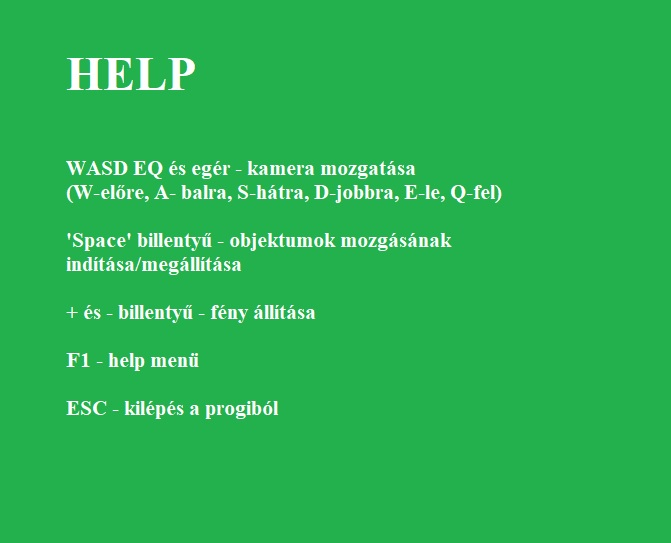 HELP
WASD EQ és egér - kamera mozgatása
(W-előre, A- balra, S-hátra, D-jobbra, E-le, Q-fel)
'Space' billentyű - objektumok mozgásának
indítása/megállítása
+ és - billentyű - fény állítása
F1 - help menü
ESC - kilépés a progiból